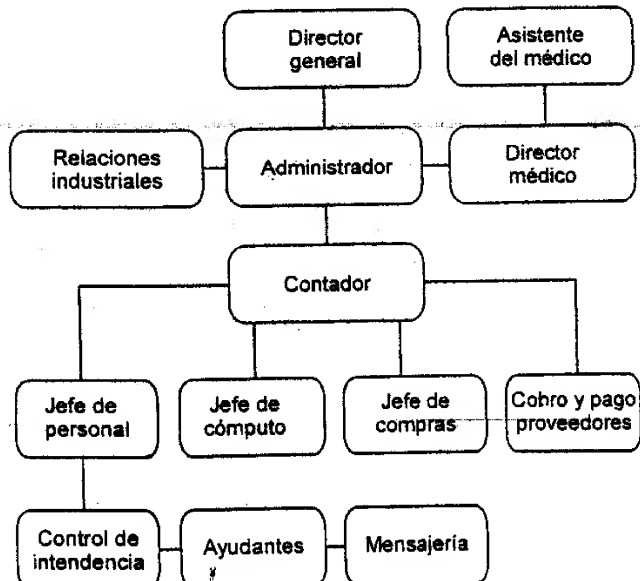 Director
general
Asistente
del médico
Relaciones
industriales
Administrador
Director
médico
Contador
Jefe de
personal
Jefe de
cómputo
Jefe de
compras
Cobro y pago
proveedores
Control de
intendencia
Ayudantes
Mensajería